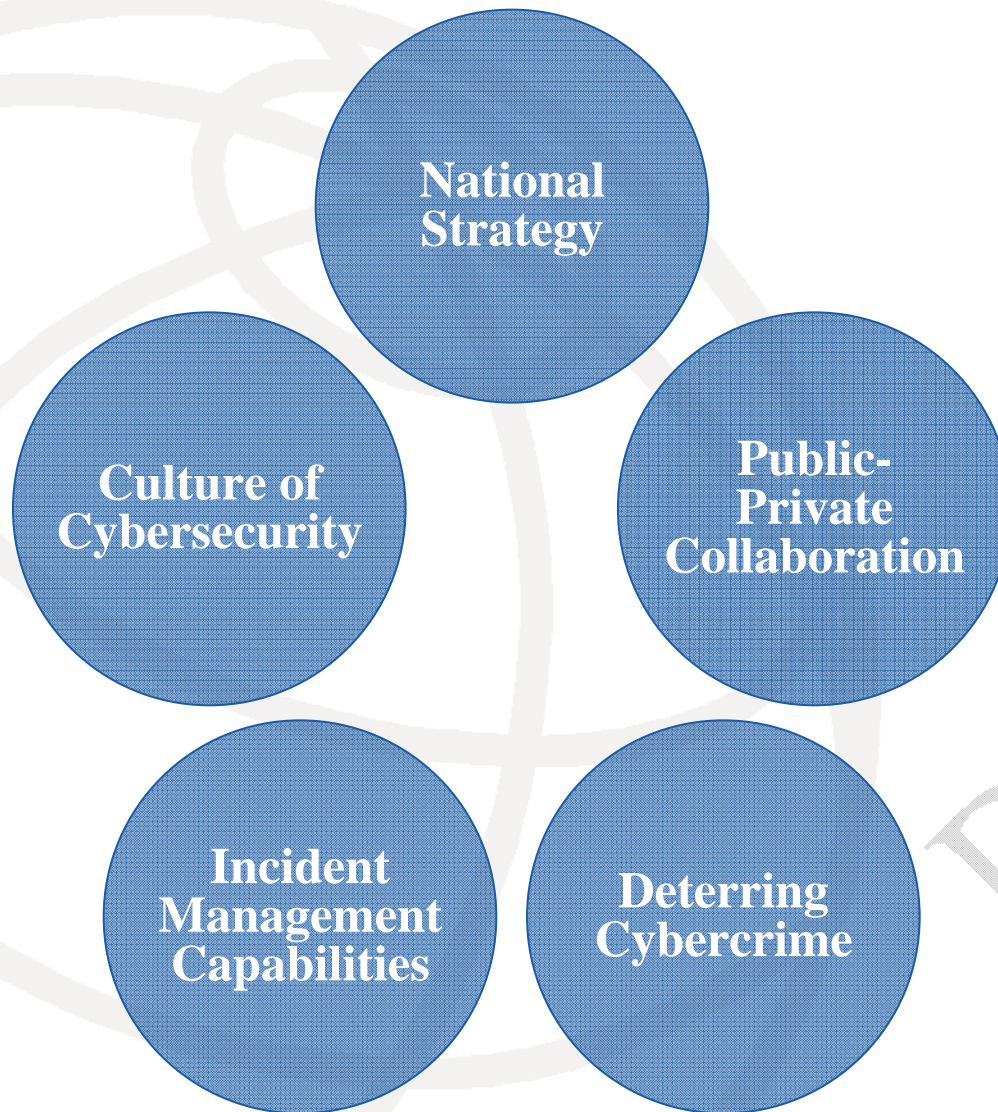 National
Strategy
Public-
Private
Collaboration
Deterring
Cybercrime
Incident
Management
Capabilities
Culture of
Cybersecurity